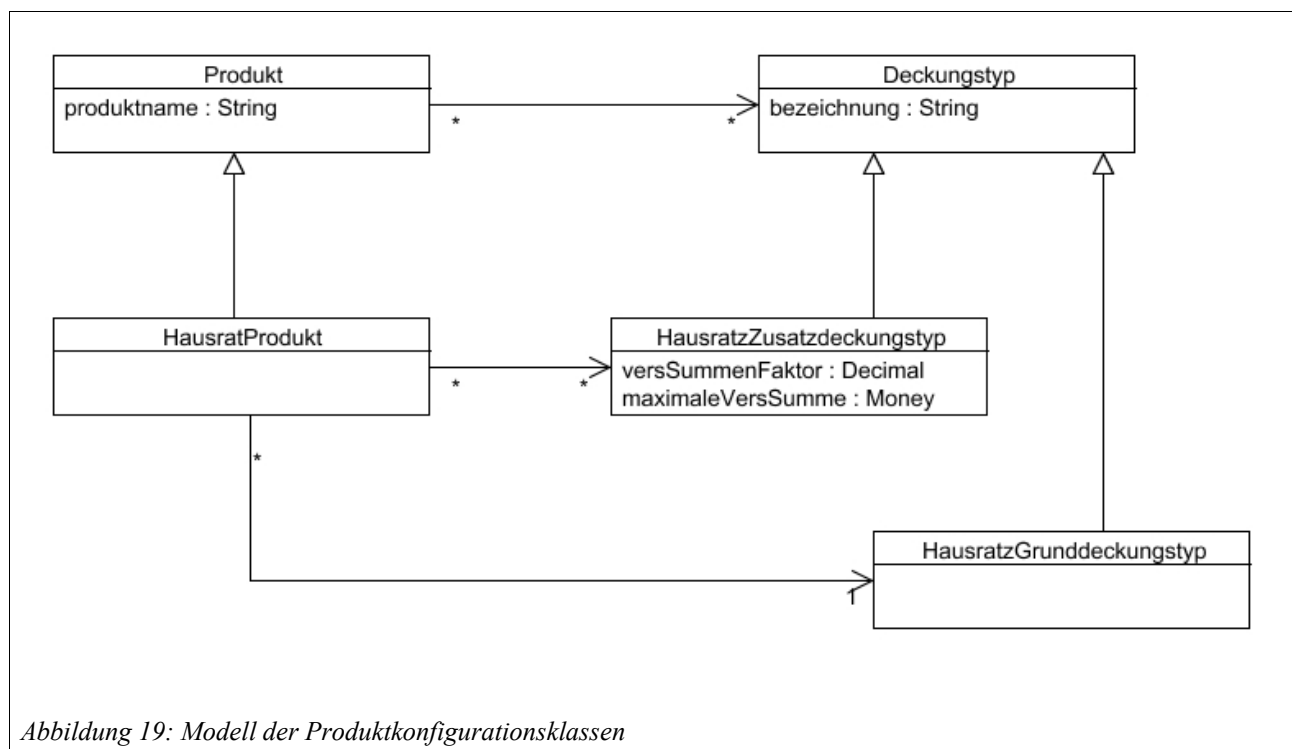 Produkt
produktname : String
Deckungstyp
bezeichnung : String
*
*
HausratProdukt
HausratzZusatzdeckungstyp
versSummenFaktor : Decimal
maximaleVersSumme : Money
*
*
*
HausratzGrunddeckungstyp
1
Abbildung 19: Modell der Produktkonfigurationsklassen